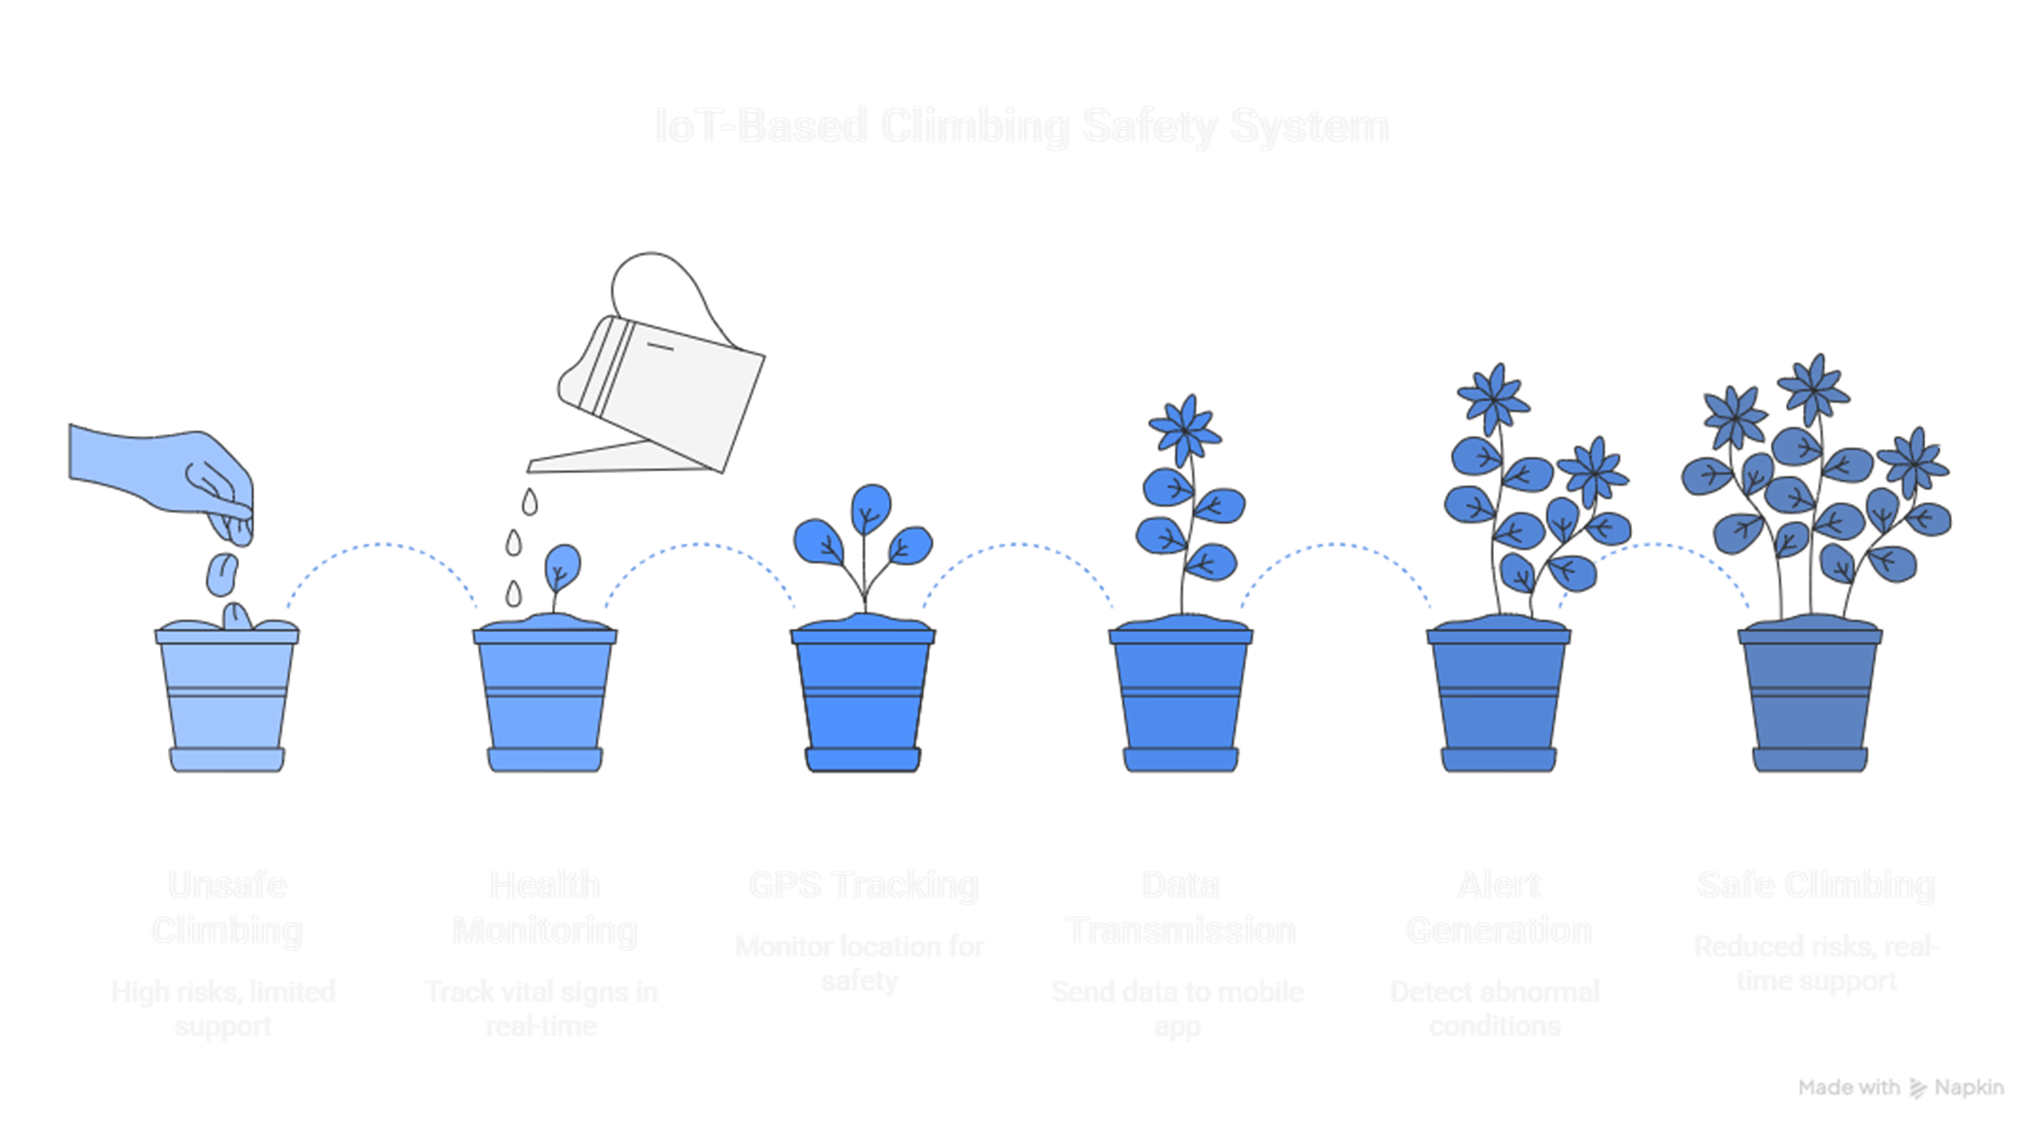 IoT-Based Climbing Safety System
Unsafe
Climbing
High risks, limited
support
Health
Monitoring
Track vital signs in
real-time
GPS Tracking
Monitor location for
safety
Data
Transmission
Send data to mobile
app
Alert
Generation
Detect abnormal
conditions
Safe Climbing
Reduced risks, real-
time support
Made with Napkin